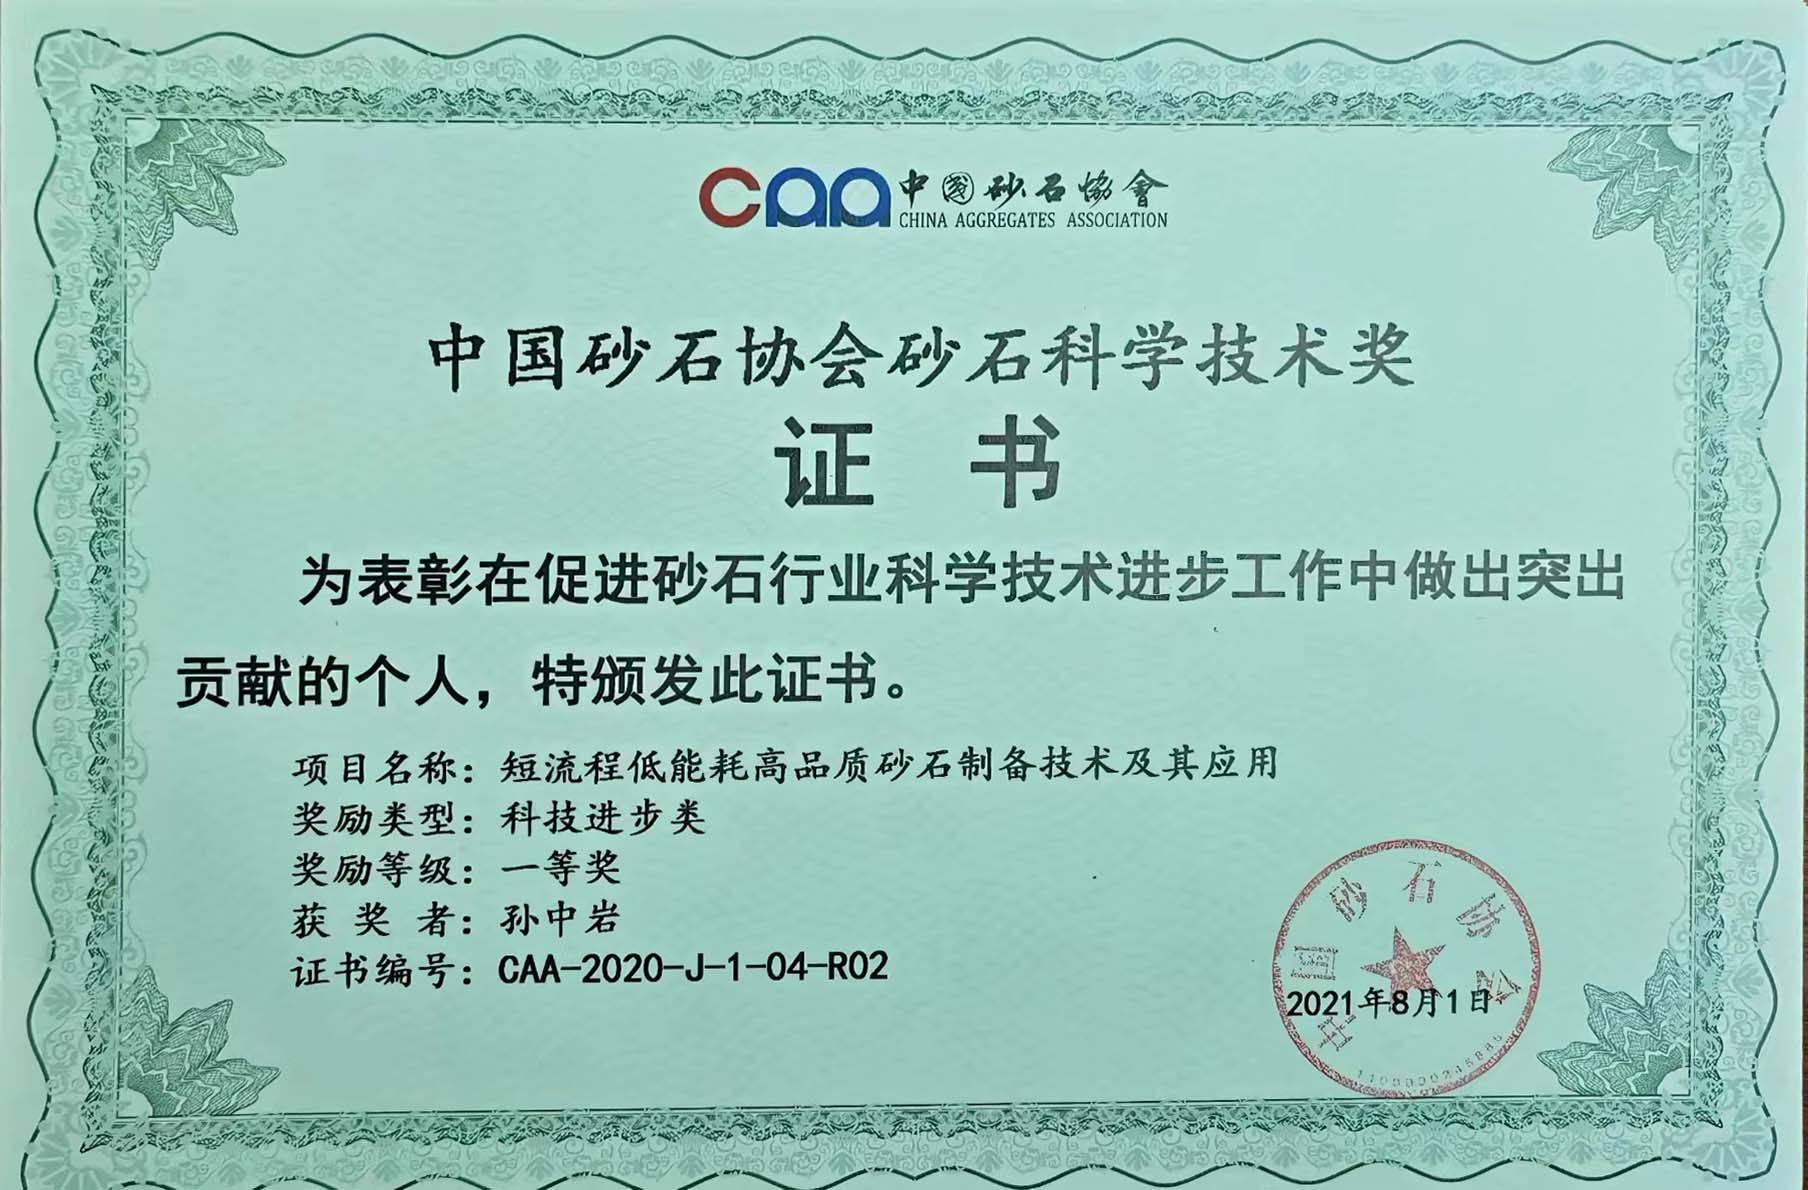 CAA 中国砂石協會
CHINA AGGREGATES ASSOCIATION
中国砂石协会砂石科学技术奖
证 书
为表彰在促进砂石行业科学技术进步工作中做出突出
贡献的个人，特颁发此证书。
项目名称：短流程低能耗高品质砂石制备技术及其应用
奖励类型：科技进步类
奖励等级：一等奖
获 奖 者：孙中岩
证书编号：CAA-2020-J-1-04-R02
中国砂石协会
2021年8月1日